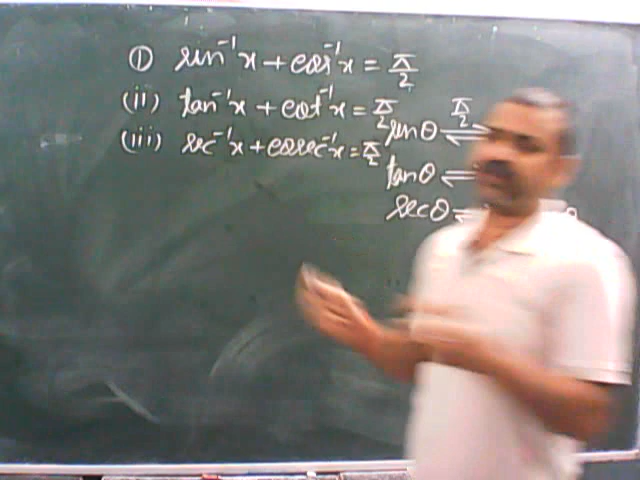 ① sin⁻¹x + cos⁻¹x = π/2
(ii) tan⁻¹x + cot⁻¹x = π/2
(iii) sec⁻¹x + cosec⁻¹x = π/2
π/2
sinθ ⇌
tanθ ⇌
secθ ⇌ θ